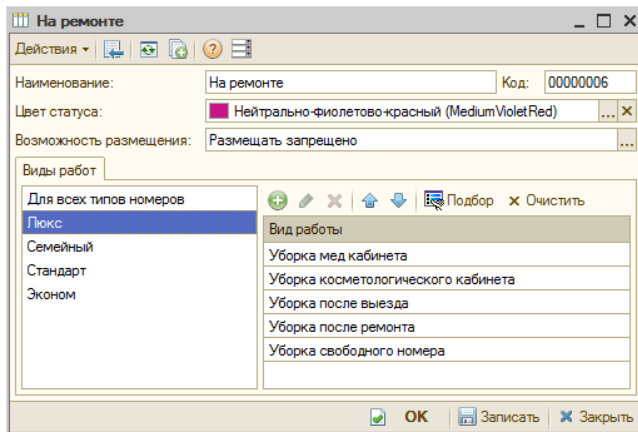 На ремонте
Действия
Наименование: На ремонте Код: 00000006
Цвет статуса: Нейтрально-фиолетово-красный (MediumVioletRed) ... ×
Возможность размещения: Размещать запрещено ...
Виды работ
Для всех типов номеров
Люкс
Семейный
Стандарт
Эконом
Подбор Очистить
Вид работы
Уборка мед кабинета
Уборка косметологического кабинета
Уборка после выезда
Уборка после ремонта
Уборка свободного номера
OK Записать Закрыть